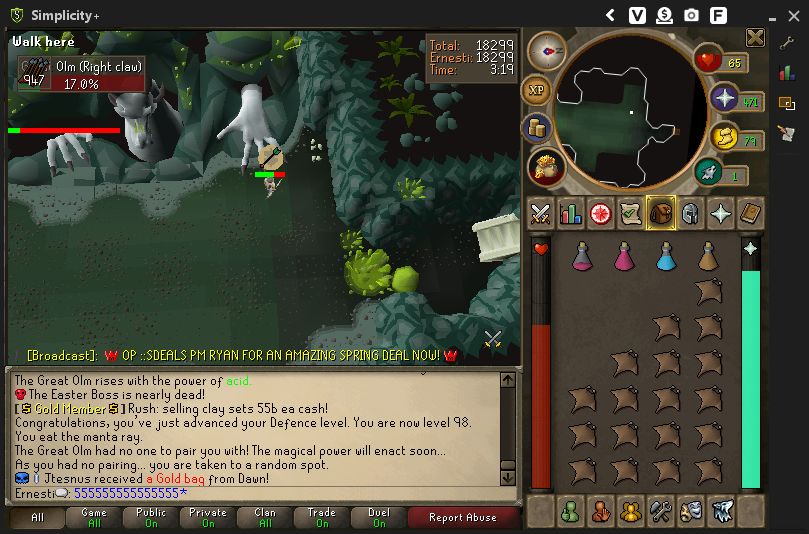 Simplicity+
V
F
Walk here
Olm (Right claw)
947
17.0%
Total: 18299
Ernesti: 18299
Time: 3:19
XP
65
471
73
1
[Broadcast]: OP ::SDEALS PM RYAN FOR AN AMAZING SPRING DEAL NOW!
The Great Olm rises with the power of acid.
The Easter Boss is nearly dead!
[$ Gold Member $] Rush: selling clay sets 55b ea cash!
Congratulations, you've just advanced your Defence level. You are now level 98.
You eat the manta ray.
The Great Olm had no one to pair you with! The magical power will enact soon...
As you had no pairing... you are taken to a random spot.
Jtesnus received a Gold bag from Dawn!
Ernesti: 555555555555555*
All
Game
All
Public
On
Private
On
Clan
All
Trade
On
Duel
On
Report Abuse